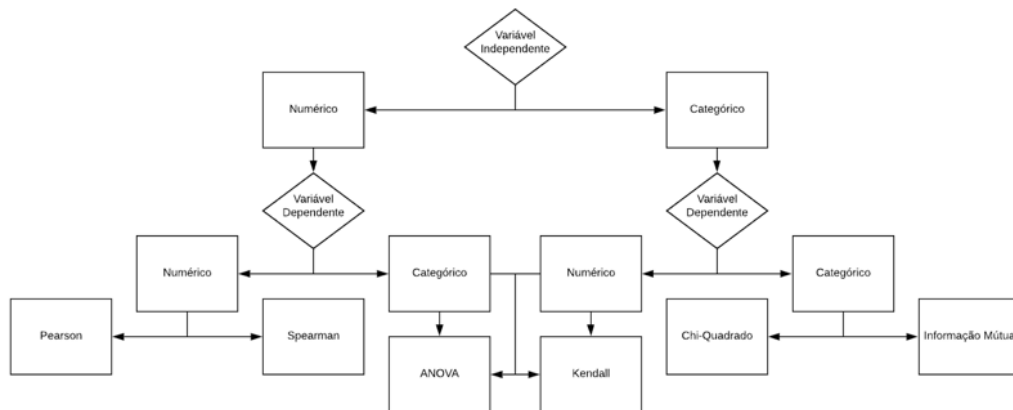 Variável
Independente
Numérico
Categórico
Variável
Dependente
Variável
Dependente
Numérico
Categórico
Numérico
Categórico
Pearson
Spearman
Chi-Quadrado
Informação Mútua
ANOVA
Kendall